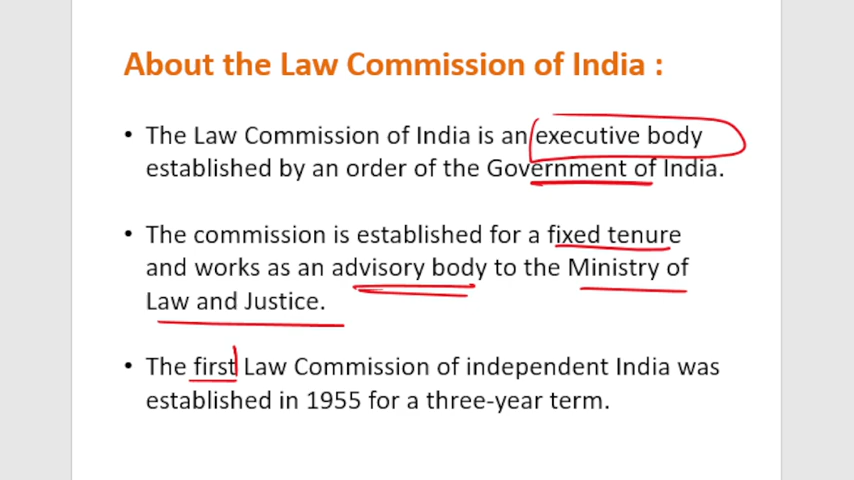 About the Law Commission of India :
• The Law Commission of India is an executive body
established by an order of the Government of India.
• The commission is established for a fixed tenure
and works as an advisory body to the Ministry of
Law and Justice.
• The first Law Commission of independent India was
established in 1955 for a three-year term.